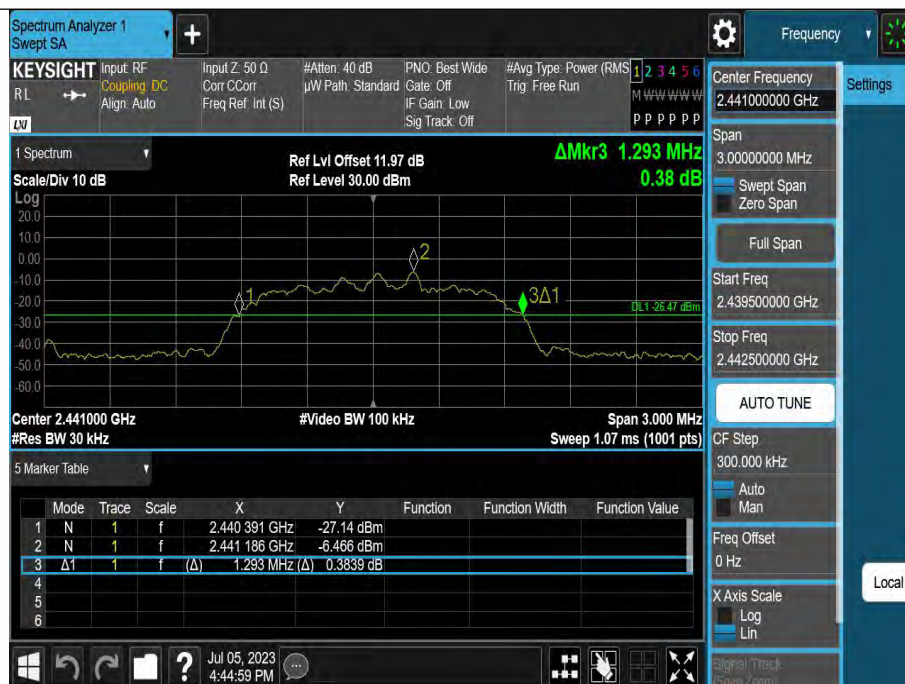 Spectrum Analyzer 1
Swept SA
+
Frequency
KEYSIGHT
RL
LXI
Input: RF
Coupling: DC
Align: Auto
Input Z: 50 Ω
Corr CCorr
Freq Ref: Int (S)
#Atten: 40 dB
µW Path: Standard
PNO: Best Wide
Gate: Off
IF Gain: Low
Sig Track: Off
#Avg Type: Power (RMS
Trig: Free Run
1 2 3 4 5 6
M W W W W W
P P P P P P
1 Spectrum
Scale/Div 10 dB
Ref Lvl Offset 11.97 dB
Ref Level 30.00 dBm
ΔMkr3 1.293 MHz
0.38 dB
Log
20.0
10.0
0.00
-10.0
-20.0
-30.0
-40.0
-50.0
-60.0
1
2
3Δ1
DL1 -26.47 dBm
Center 2.441000 GHz
#Video BW 100 kHz
Span 3.000 MHz
#Res BW 30 kHz
Sweep 1.07 ms (1001 pts)
5 Marker Table
Mode Trace Scale X Y Function Function Width Function Value
1 N 1 f 2.440 391 GHz -27.14 dBm
2 N 1 f 2.441 186 GHz -6.466 dBm
3 Δ1 1 f (Δ) 1.293 MHz (Δ) 0.3839 dB
4
5
6
?
Jul 05, 2023
4:44:59 PM
Center Frequency
2.441000000 GHz
Settings
Span
3.00000000 MHz
Swept Span
Zero Span
Full Span
Start Freq
2.439500000 GHz
Stop Freq
2.442500000 GHz
AUTO TUNE
CF Step
300.000 kHz
Auto
Man
Freq Offset
0 Hz
Local
X Axis Scale
Log
Lin
Signal Track
(Span Zoom)